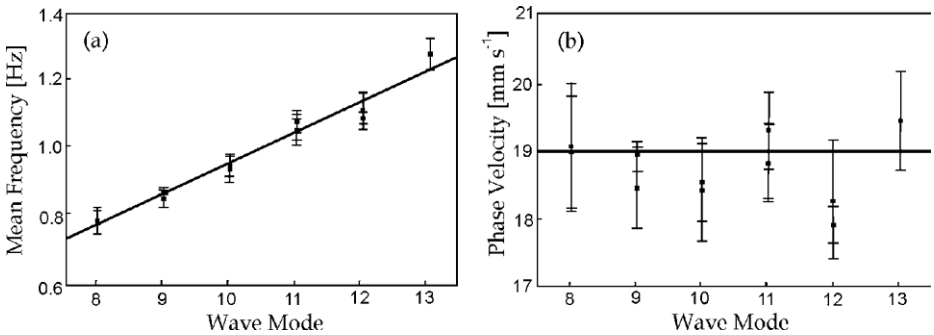 (a)
Mean Frequency [Hz]
1.4
1.2
1.0
0.8
0.6
8 9 10 11 12 13
Wave Mode
(b)
Phase Velocity [mm s⁻¹]
21
20
19
18
17
8 9 10 11 12 13
Wave Mode